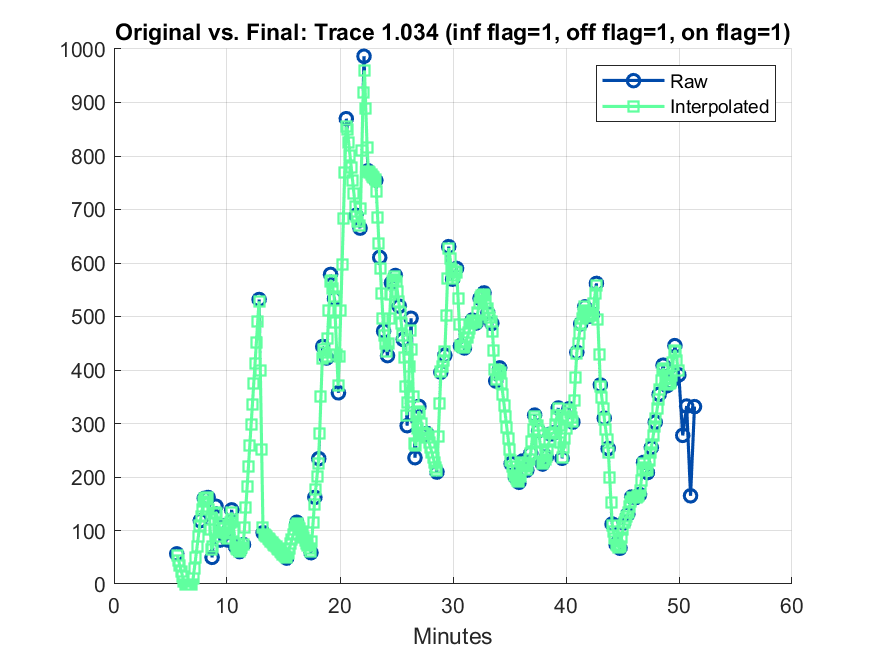 Original vs. Final: Trace 1.034 (inf flag=1, off flag=1, on flag=1)
1000
900
800
700
600
500
400
300
200
100
0
Raw
Interpolated
0 10 20 30 40 50 60
Minutes